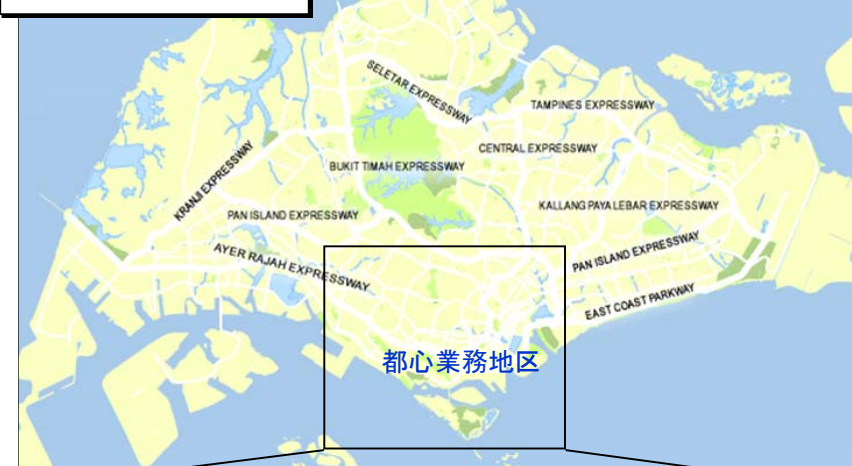 SELETAR EXPRESSWAY
TAMPINES EXPRESSWAY
CENTRAL EXPRESSWAY
BUKIT TIMAH EXPRESSWAY
KRANJI EXPRESSWAY
KALLANG PAYA LEBAR EXPRESSWAY
PAN ISLAND EXPRESSWAY
PAN ISLAND EXPRESSWAY
AYER RAJAH EXPRESSWAY
EAST COAST PARKWAY
都心業務地区